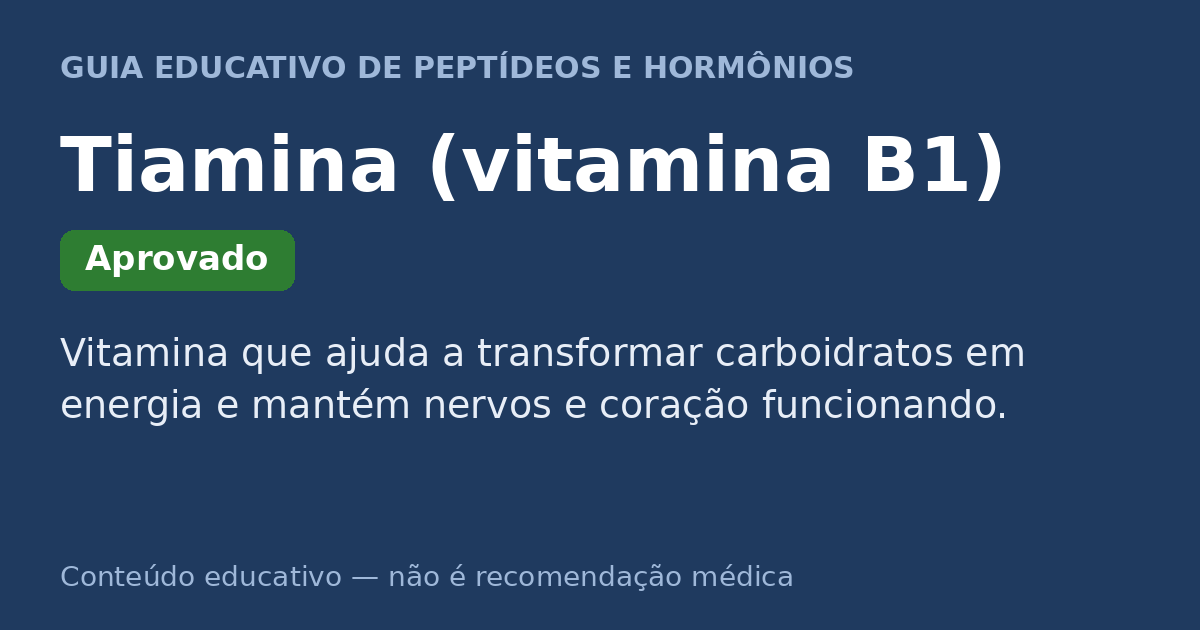 GUIA EDUCATIVO DE PEPTÍDEOS E HORMÔNIOS
Tiamina (vitamina B1)
Aprovado
Vitamina que ajuda a transformar carboidratos em
energia e mantém nervos e coração funcionando.
Conteúdo educativo — não é recomendação médica